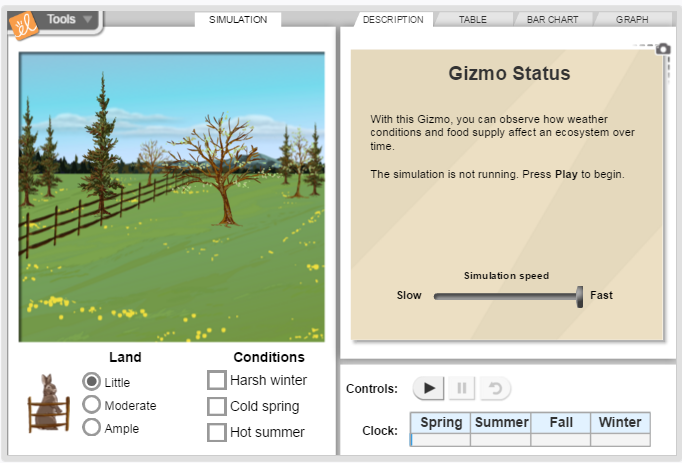 Tools
SIMULATION
DESCRIPTION
TABLE
BAR CHART
GRAPH
Gizmo Status
With this Gizmo, you can observe how weather
conditions and food supply affect an ecosystem over
time.
The simulation is not running. Press Play to begin.
Simulation speed
Slow
Fast
Land
Little
Moderate
Ample
Conditions
Harsh winter
Cold spring
Hot summer
Controls:
Clock:
Spring
Summer
Fall
Winter